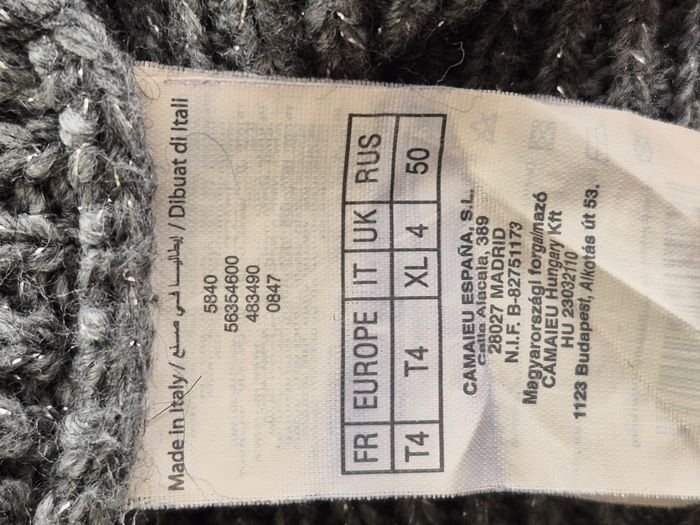 Made in Italy / صنع في إيطاليا / Dibuat di Itali
5840
56354600
483490
0847
FR EUROPE IT UK RUS
T4 T4 XL 4 50
CAMAIEU ESPAÑA, S.L.
Calle Alacala, 389
28027 MADRID
N.I.F. B-82751173
Magyarországi forgalmazó
CAMAIEU Hungary Kft
HU 23032110
1123 Budapest, Alkotás út 53.